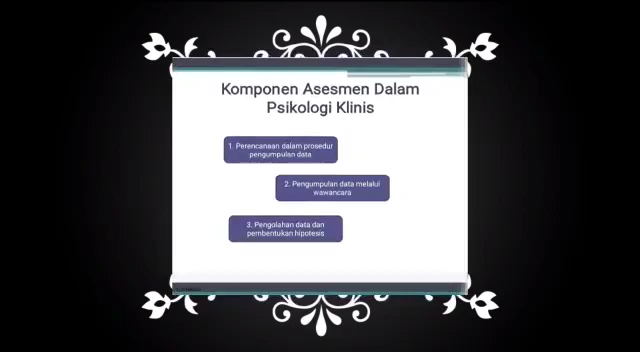 Komponen Asesmen Dalam
Psikologi Klinis
1. Perencanaan dalam prosedur
pengumpulan data
2. Pengumpulan data melalui
wawancara
3. Pengolahan data dan
pembentukan hipotesis